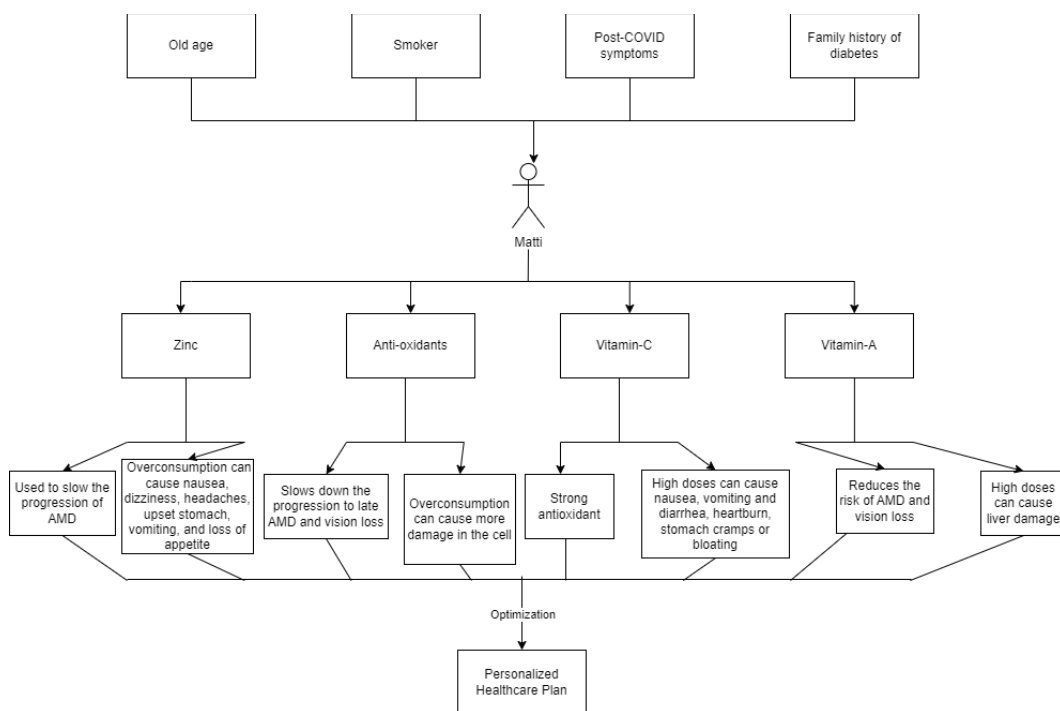 Old age
Smoker
Post-COVID
symptoms
Family history of
diabetes
Matti
Zinc
Anti-oxidants
Vitamin-C
Vitamin-A
Used to slow the
progression of
AMD
Overconsumption can
cause nausea,
dizziness, headaches,
upset stomach,
vomiting, and loss of
appetite
Slows down the
progression to late
AMD and vision loss
Overconsumption
can cause more
damage in the cell
Strong
antioxidant
High doses can cause
nausea, vomiting and
diarrhea, heartburn,
stomach cramps or
bloating
Reduces the
risk of AMD and
vision loss
High doses
can cause
liver damage
Optimization
Personalized
Healthcare Plan